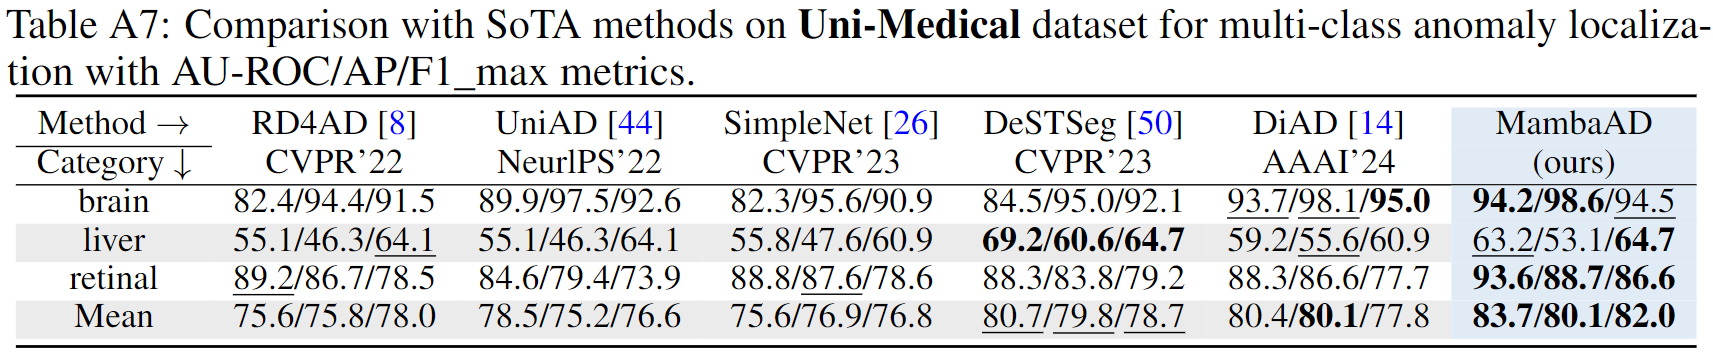 Table A7: Comparison with SoTA methods on Uni-Medical dataset for multi-class anomaly localiza-
tion with AU-ROC/AP/F1_max metrics.
Method → RD4AD [8] UniAD [44] SimpleNet [26] DeSTSeg [50] DiAD [14] MambaAD
Category ↓ CVPR'22 NeurlPS'22 CVPR'23 CVPR'23 AAAI'24 (ours)
brain 82.4/94.4/91.5 89.9/97.5/92.6 82.3/95.6/90.9 84.5/95.0/92.1 93.7/98.1/95.0 94.2/98.6/94.5
liver 55.1/46.3/64.1 55.1/46.3/64.1 55.8/47.6/60.9 69.2/60.6/64.7 59.2/55.6/60.9 63.2/53.1/64.7
retinal 89.2/86.7/78.5 84.6/79.4/73.9 88.8/87.6/78.6 88.3/83.8/79.2 88.3/86.6/77.7 93.6/88.7/86.6
Mean 75.6/75.8/78.0 78.5/75.2/76.6 75.6/76.9/76.8 80.7/79.8/78.7 80.4/80.1/77.8 83.7/80.1/82.0